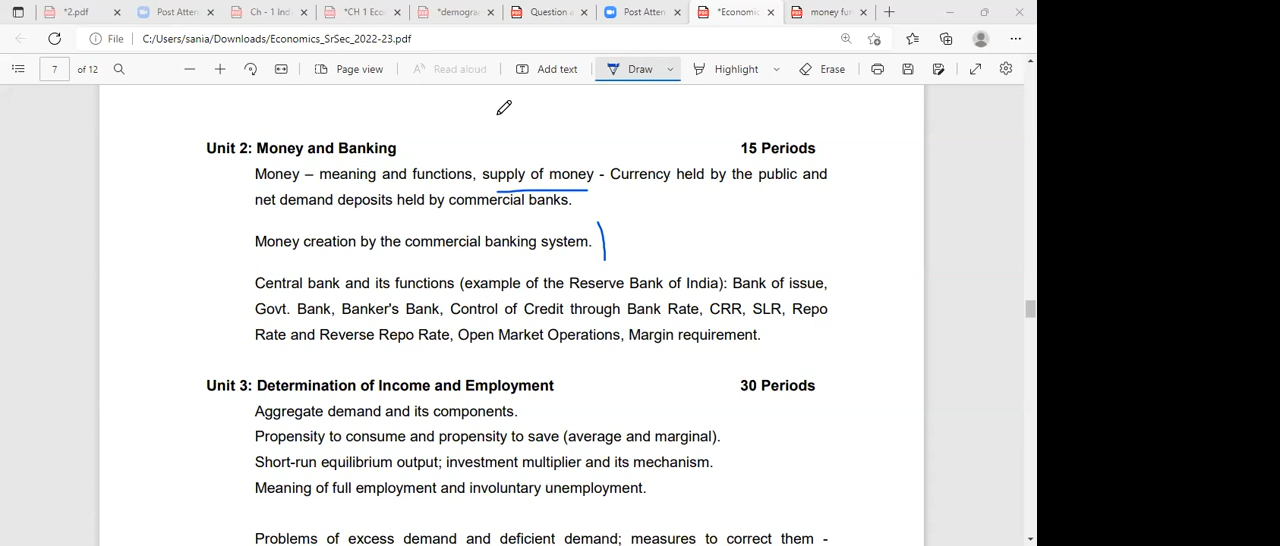 *2.pdf
Post Atten
Ch - 1 Ind
*CH 1 Eco
*demogra
Question a
Post Atten
*Economic
money fun
File
C:/Users/sania/Downloads/Economics_SrSec_2022-23.pdf
7 of 12
Page view
Read aloud
Add text
Draw
Highlight
Erase
Unit 2: Money and Banking 15 Periods
Money – meaning and functions, supply of money - Currency held by the public and
net demand deposits held by commercial banks.
Money creation by the commercial banking system.
Central bank and its functions (example of the Reserve Bank of India): Bank of issue,
Govt. Bank, Banker's Bank, Control of Credit through Bank Rate, CRR, SLR, Repo
Rate and Reverse Repo Rate, Open Market Operations, Margin requirement.
Unit 3: Determination of Income and Employment 30 Periods
Aggregate demand and its components.
Propensity to consume and propensity to save (average and marginal).
Short-run equilibrium output; investment multiplier and its mechanism.
Meaning of full employment and involuntary unemployment.
Problems of excess demand and deficient demand; measures to correct them -